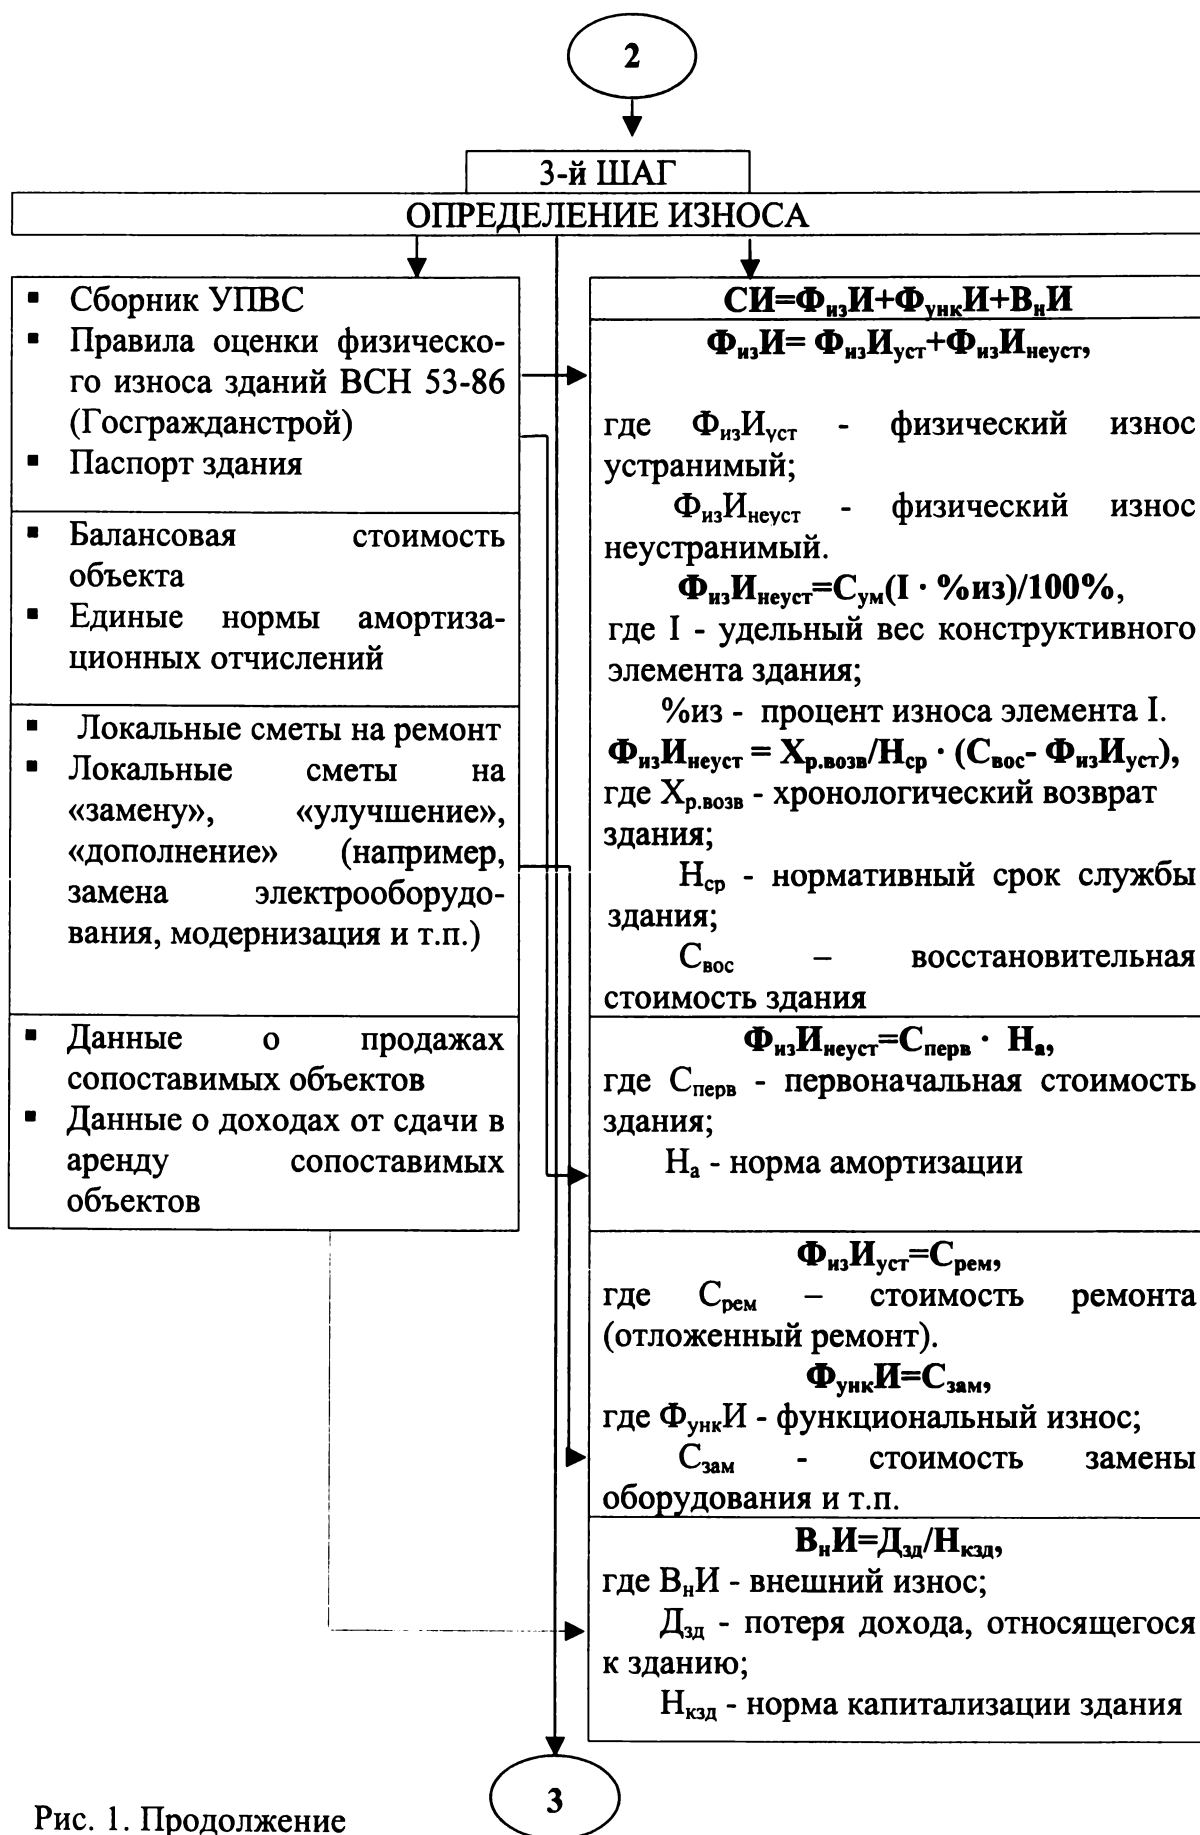 2
3-й ШАГ
ОПРЕДЕЛЕНИЕ ИЗНОСА
▪ Сборник УПВС
▪ Правила оценки физическо-
го износа зданий ВСН 53-86
(Госгражданстрой)
▪ Паспорт здания
▪ Балансовая стоимость
объекта
▪ Единые нормы амортиза-
ционных отчислений
▪ Локальные сметы на ремонт
▪ Локальные сметы на
«замену», «улучшение»,
«дополнение» (например,
замена электрооборудо-
вания, модернизация и т.п.)
▪ Данные о продажах
сопоставимых объектов
▪ Данные о доходах от сдачи в
аренду сопоставимых
объектов
СИ=ФизИ+ФункИ+ВнИ
ФизИ= ФизИуст+ФизИнеуст,
где ФизИуст - физический износ
устранимый;
ФизИнеуст - физический износ
неустранимый.
ФизИнеуст=Сум(I · %из)/100%,
где I - удельный вес конструктивного
элемента здания;
%из - процент износа элемента I.
ФизИнеуст = Хр.возв/Нср · (Свос- ФизИуст),
где Хр.возв - хронологический возврат
здания;
Нср - нормативный срок службы
здания;
Свос – восстановительная
стоимость здания
ФизИнеуст=Сперв · На,
где Сперв - первоначальная стоимость
здания;
На - норма амортизации
ФизИуст=Срем,
где Срем – стоимость ремонта
(отложенный ремонт).
ФункИ=Сзам,
где ФункИ - функциональный износ;
Сзам - стоимость замены
оборудования и т.п.
ВнИ=Дзд/Нкзд,
где ВнИ - внешний износ;
Дзд - потеря дохода, относящегося
к зданию;
Нкзд - норма капитализации здания
3
Рис. 1. Продолжение